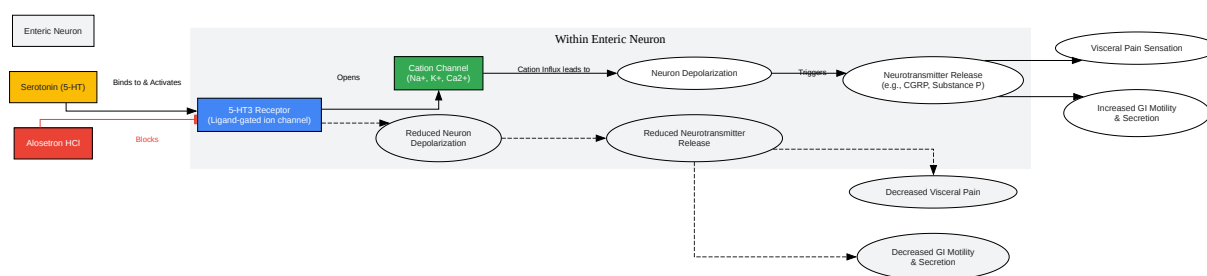 Enteric Neuron
Within Enteric Neuron
Serotonin (5-HT)
Binds to & Activates
Alosetron HCl
Blocks
5-HT3 Receptor
(Ligand-gated ion channel)
Opens
Cation Channel
(Na+, K+, Ca2+)
Cation Influx leads to
Neuron Depolarization
Triggers
Neurotransmitter Release
(e.g., CGRP, Substance P)
Visceral Pain Sensation
Increased GI Motility
& Secretion
Reduced Neuron
Depolarization
Reduced Neurotransmitter
Release
Decreased Visceral Pain
Decreased GI Motility
& Secretion